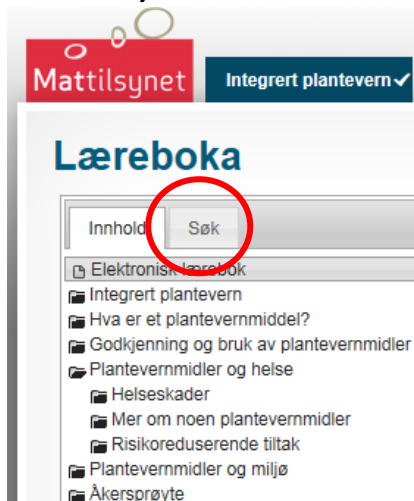 Mattilsynet
Integrert plantevern ✓
Læreboka
Innhold Søk
Elektronisk lærebok
Integrert plantevern
Hva er et plantevernmiddel?
Godkjenning og bruk av plantevernmidler
Plantevernmidler og helse
Helseskader
Mer om noen plantevernmidler
Risikoreduserende tiltak
Plantevernmidler og miljø
Åkersprøyte